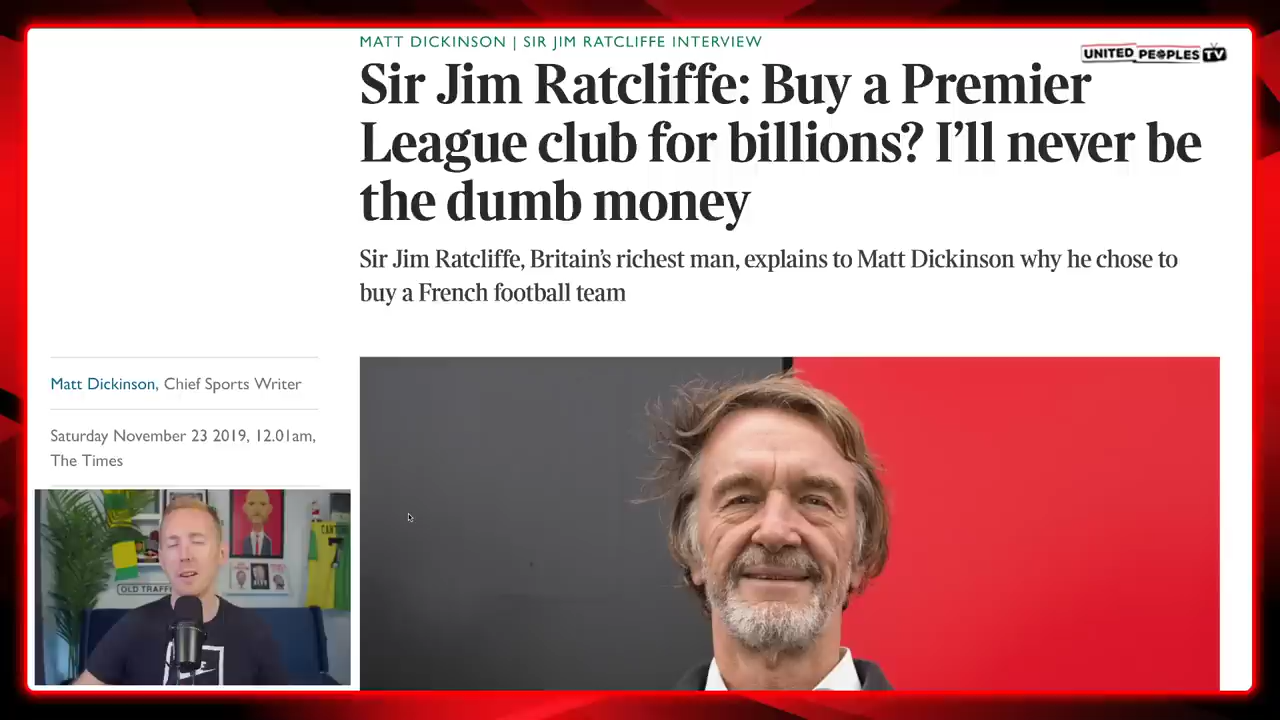 MATT DICKINSON | SIR JIM RATCLIFFE INTERVIEW
UNITED PEOPLES TV
Sir Jim Ratcliffe: Buy a Premier
League club for billions? I’ll never be
the dumb money
Sir Jim Ratcliffe, Britain’s richest man, explains to Matt Dickinson why he chose to
buy a French football team
Matt Dickinson, Chief Sports Writer
Saturday November 23 2019, 12.01am,
The Times